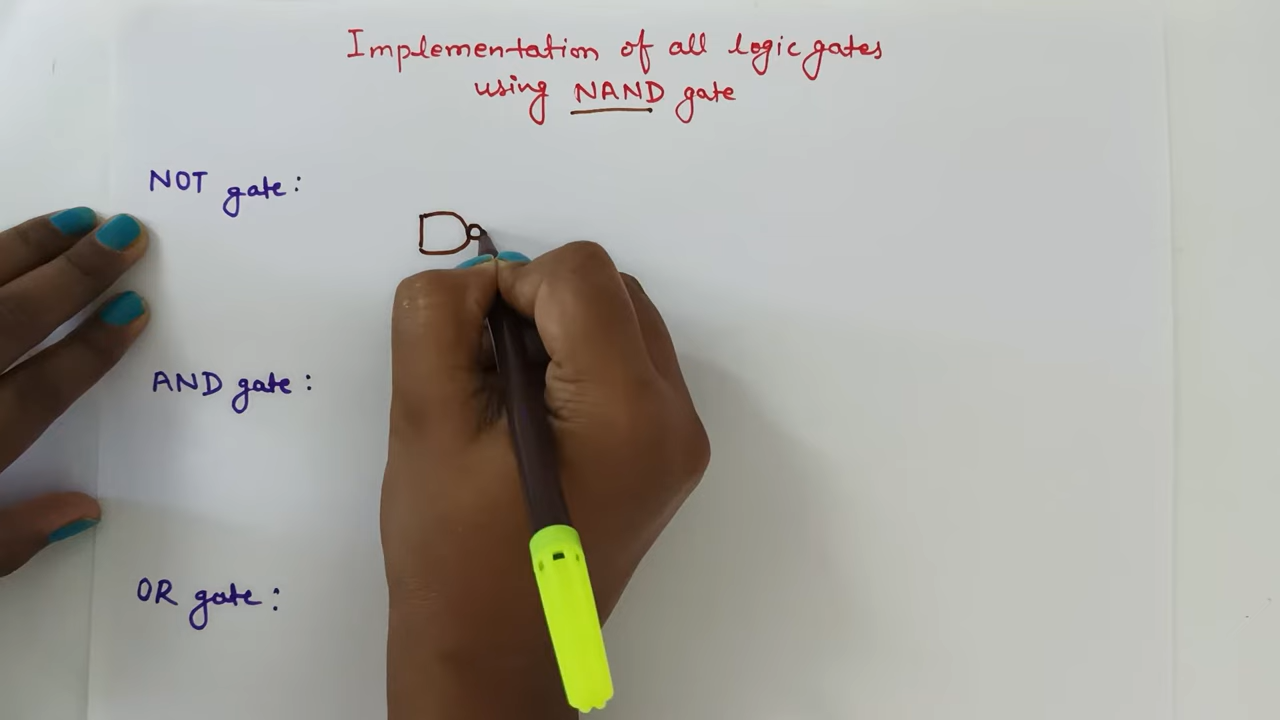 Implementation of all logic gates
using NAND gate
NOT gate:
AND gate:
OR gate: